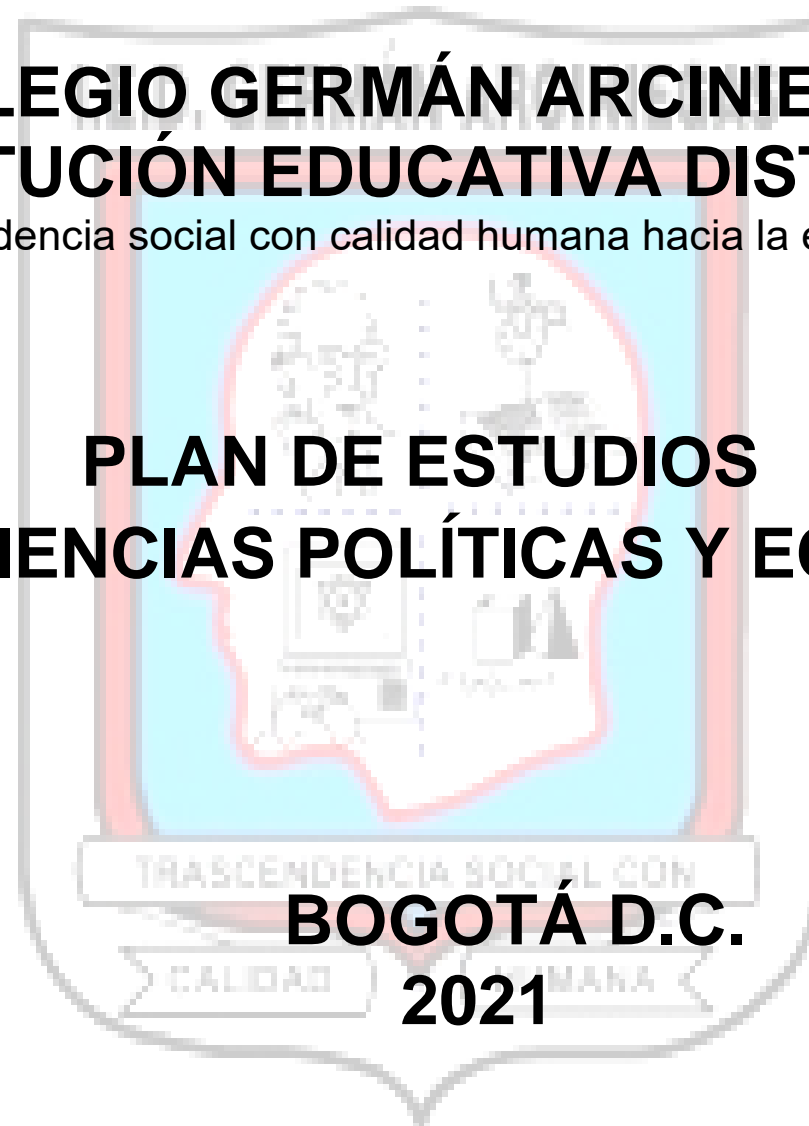 LEGIO GERMÁN ARCINIE
TUCIÓN EDUCATIVA DIST
dencia social con calidad humana hacia la e
PLAN DE ESTUDIOS
IENCIAS POLÍTICAS Y EC
TRASCENDENCIA SOCIAL CON
BOGOTÁ D.C.
CALIDAD HUMANA
2021